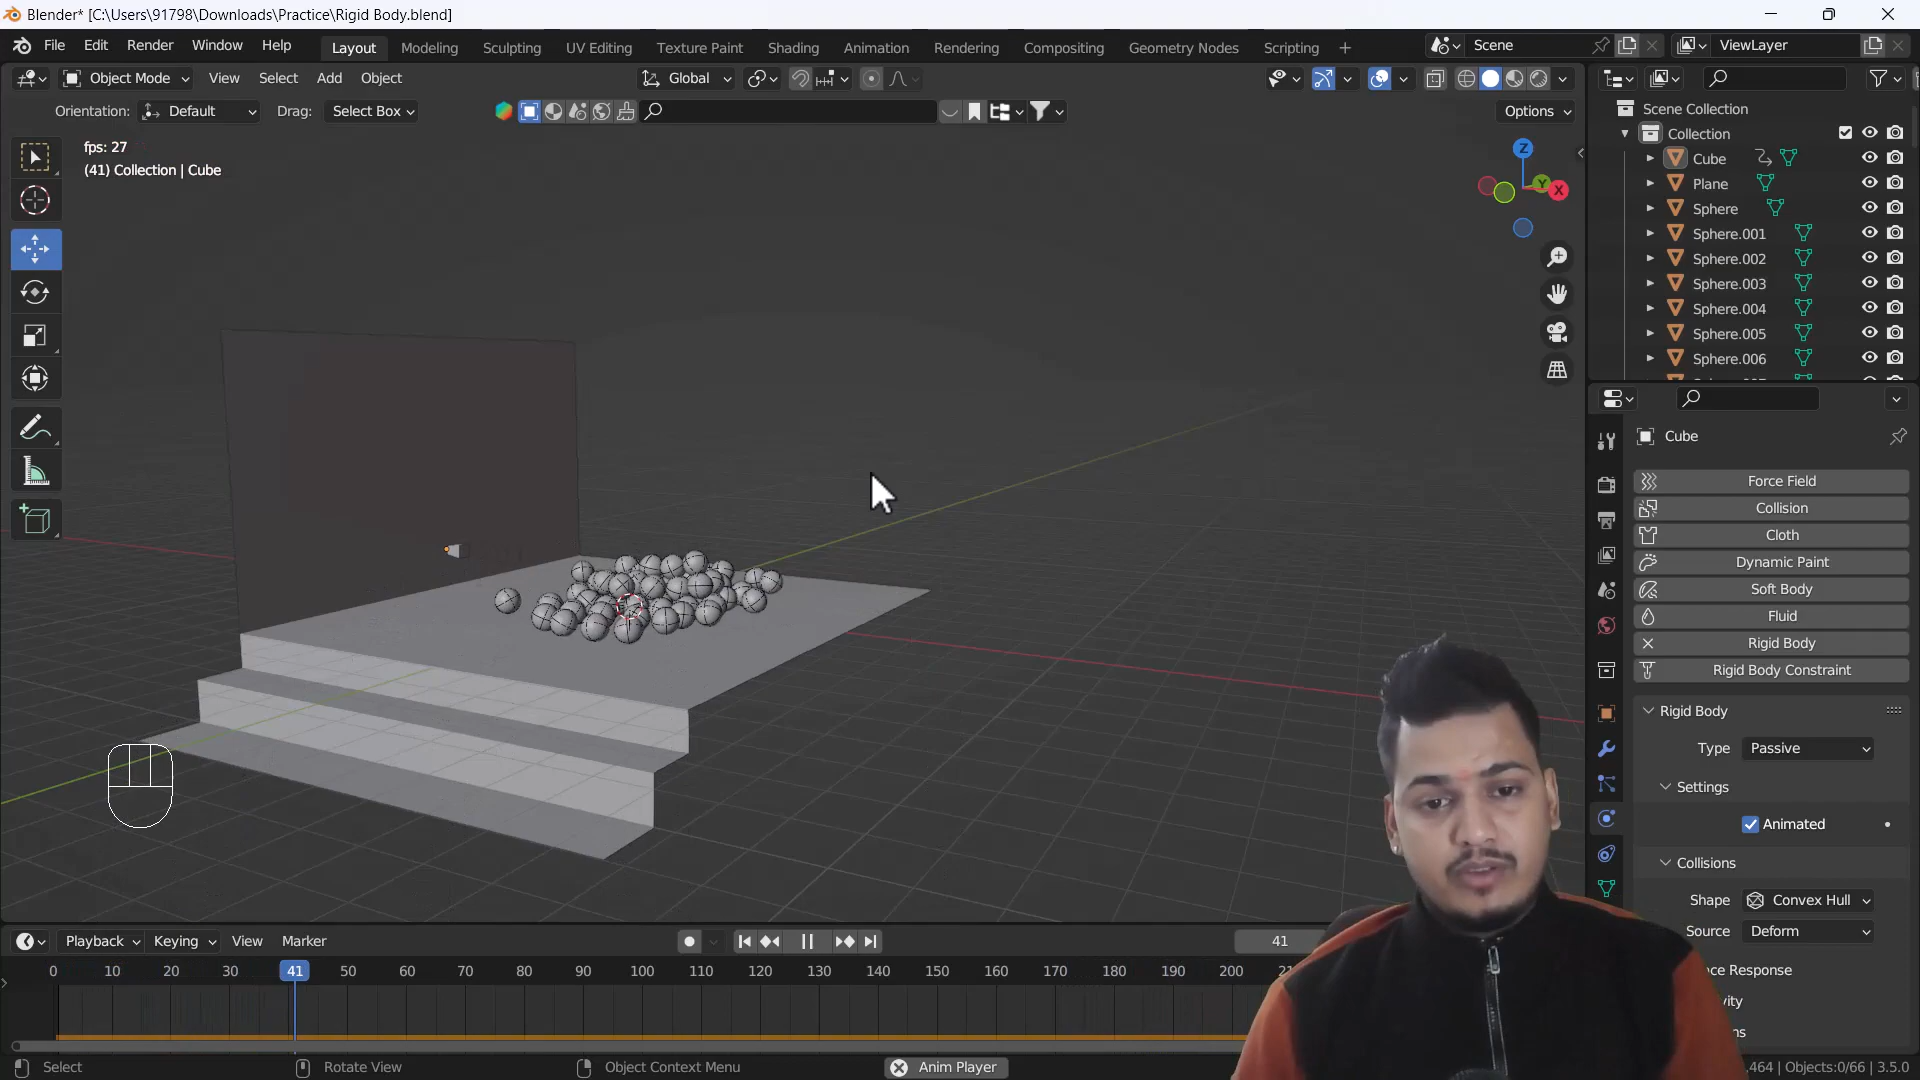 Blender* [C:\Users\91798\Downloads\Practice\Rigid Body.blend]
File Edit Render Window Help
Layout Modeling Sculpting UV Editing Texture Paint Shading Animation Rendering Compositing Geometry Nodes Scripting
Scene
ViewLayer
Object Mode View Select Add Object
Global
Orientation: Default Drag: Select Box
Options
fps: 27
(41) Collection | Cube
Z
Y
X
Scene Collection
Collection
Cube
Plane
Sphere
Sphere.001
Sphere.002
Sphere.003
Sphere.004
Sphere.005
Sphere.006
Cube
Force Field
Collision
Cloth
Dynamic Paint
Soft Body
Fluid
Rigid Body
Rigid Body Constraint
Rigid Body
Type Passive
Settings
Animated
Collisions
Shape Convex Hull
Source Deform
ce Response
Playback Keying View Marker
41
0 10 20 30 41 50 60 70 80 90 100 110 120 130 140 150 160 170 180 190 200
Select Rotate View Object Context Menu Anim Player
464 | Objects:0/66 | 3.5.0